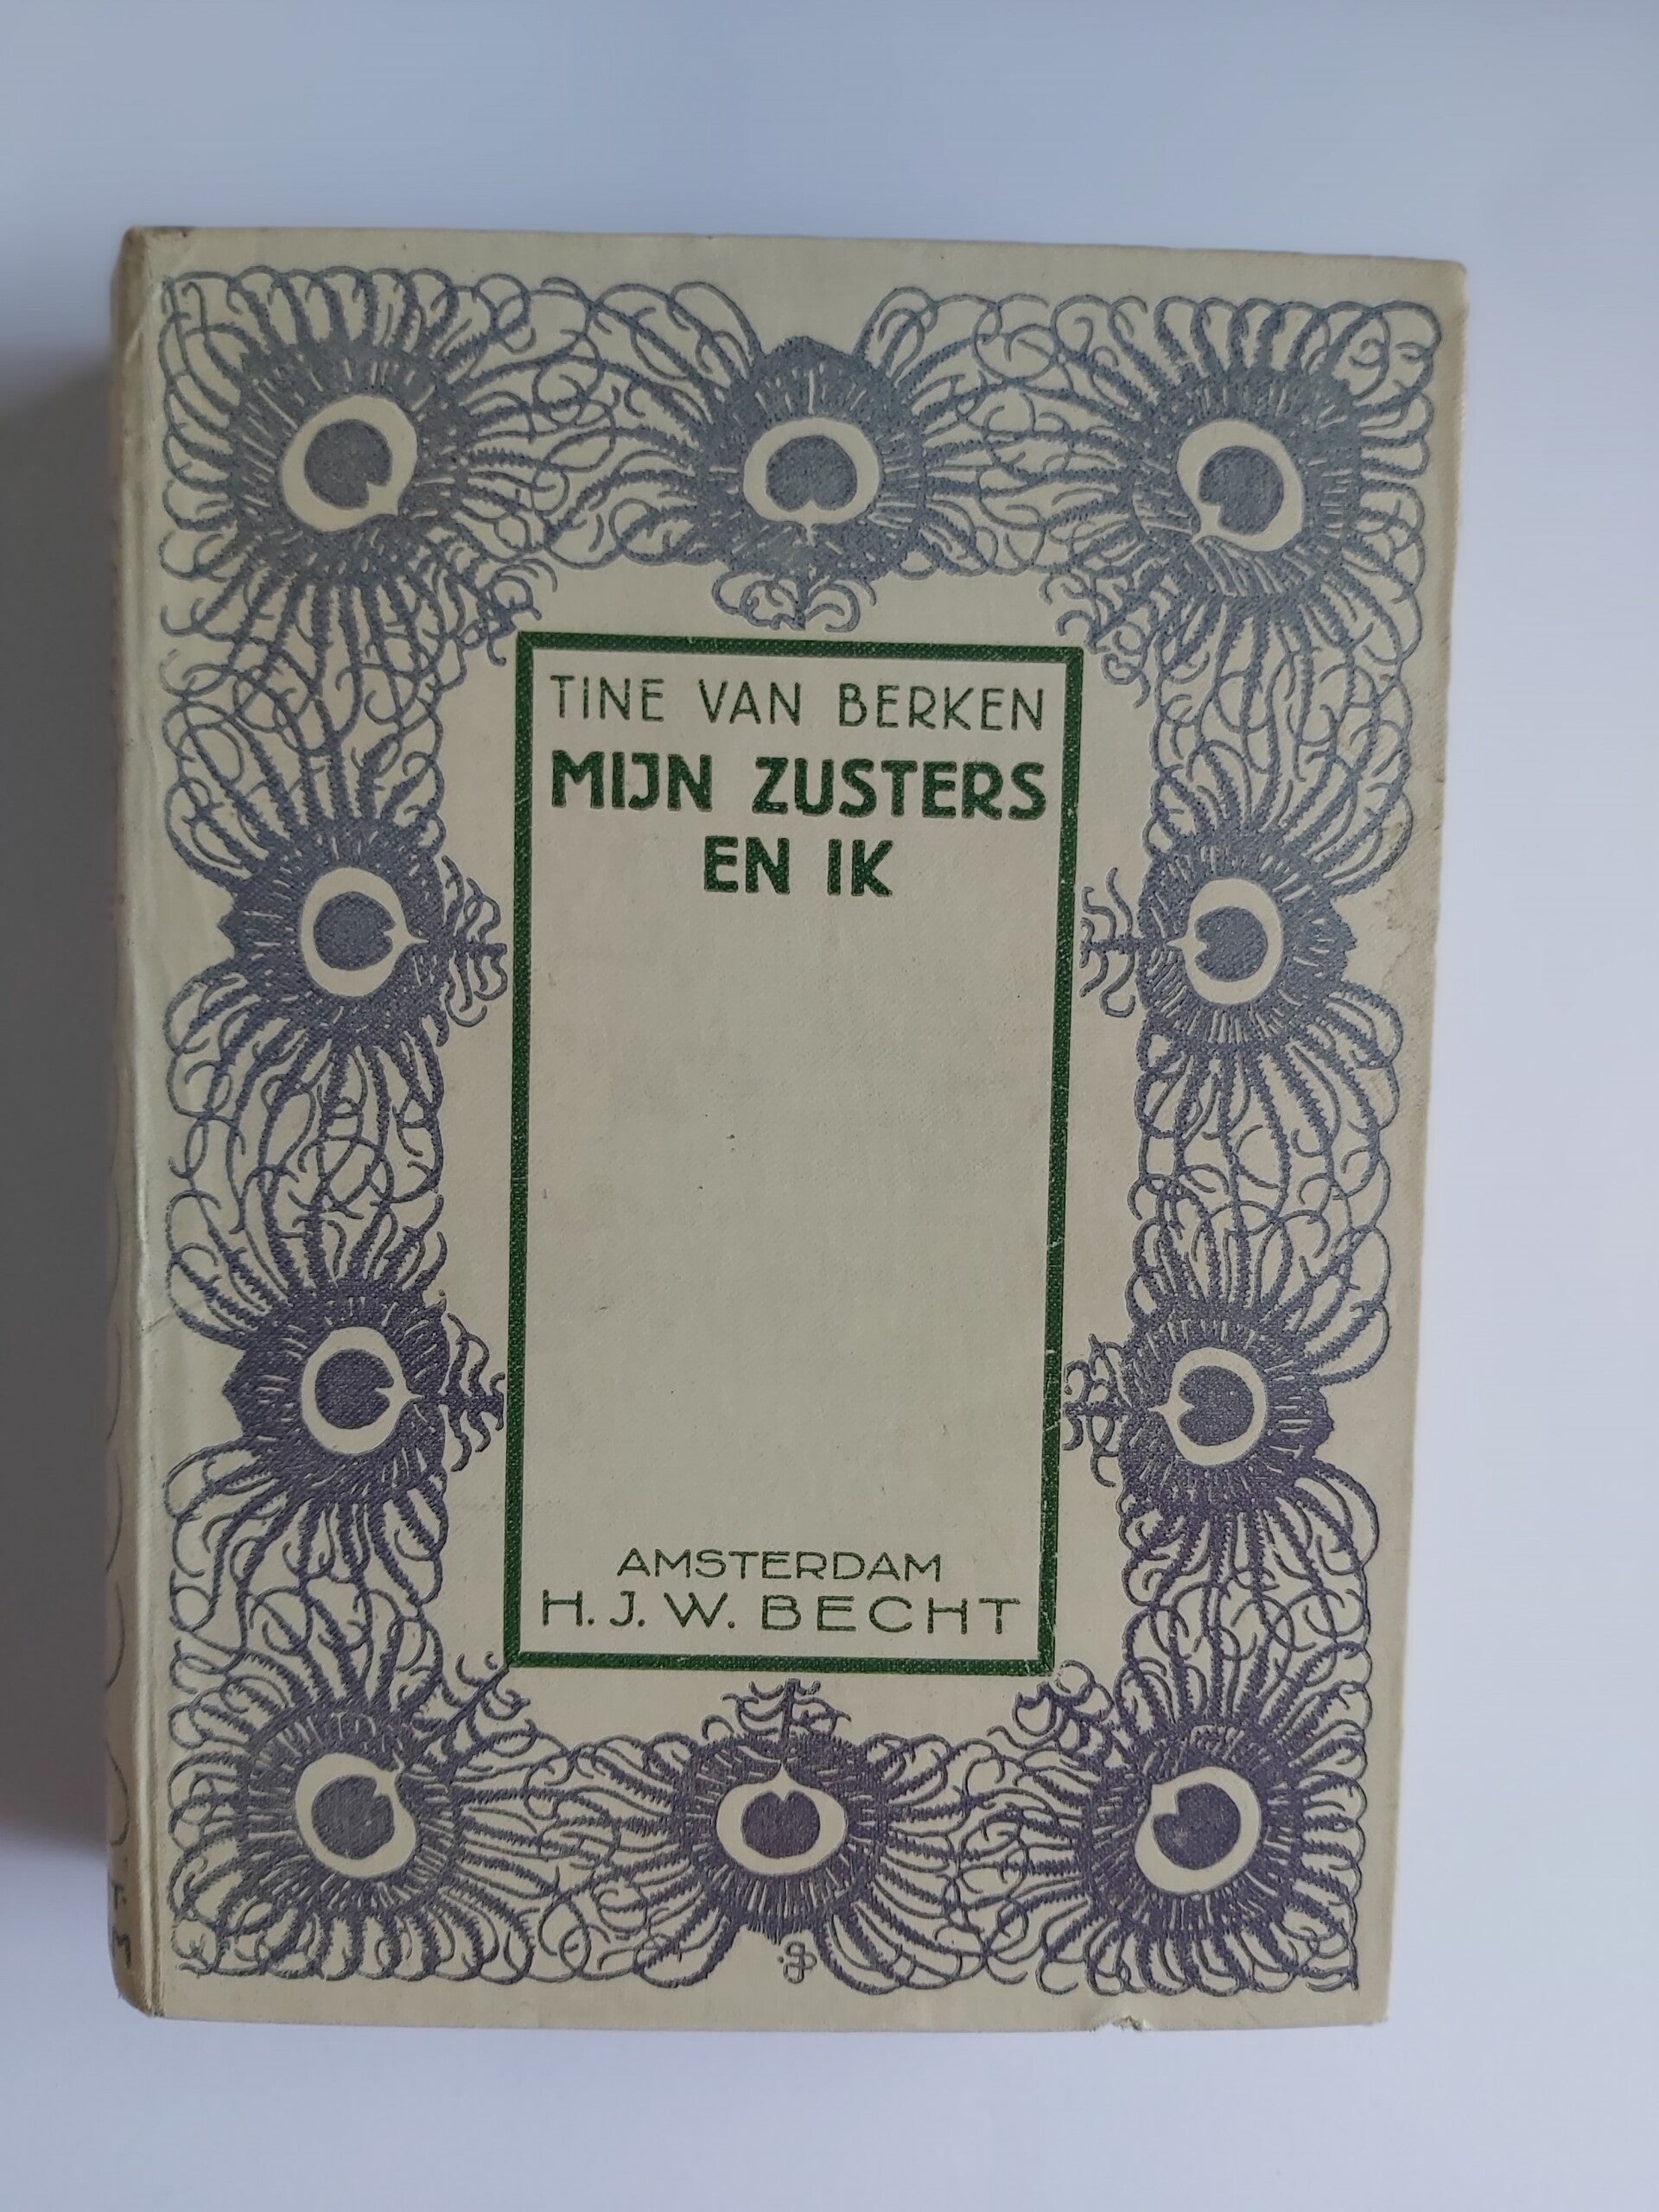 TINE VAN BERKEN
MIJN ZUSTERS
EN IK
AMSTERDAM
H. J. W. BECHT